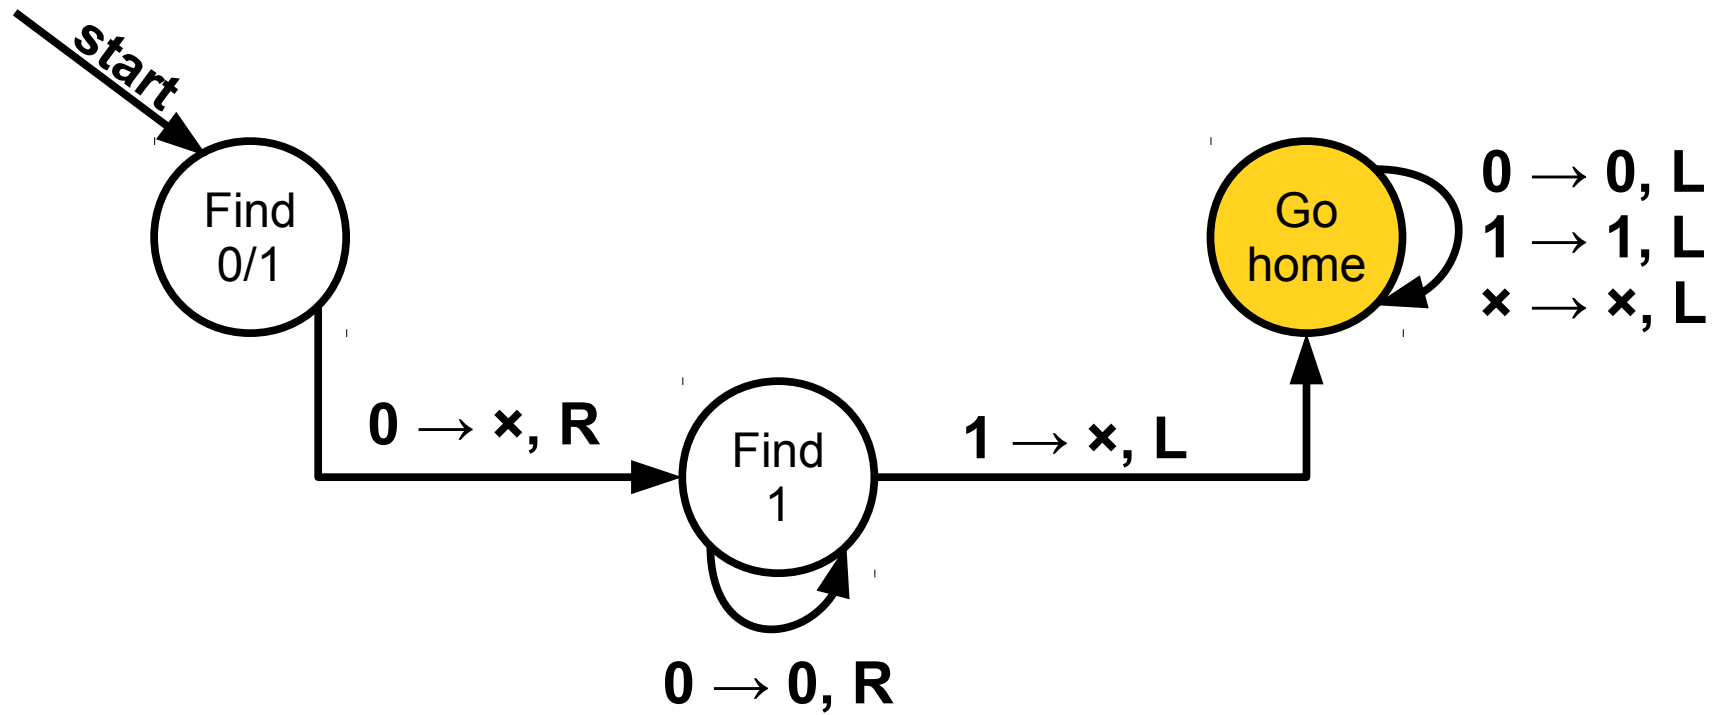 start
Find
0/1
0 → ×, R
Find
1
0 → 0, R
1 → ×, L
Go
home
0 → 0, L
1 → 1, L
× → ×, L